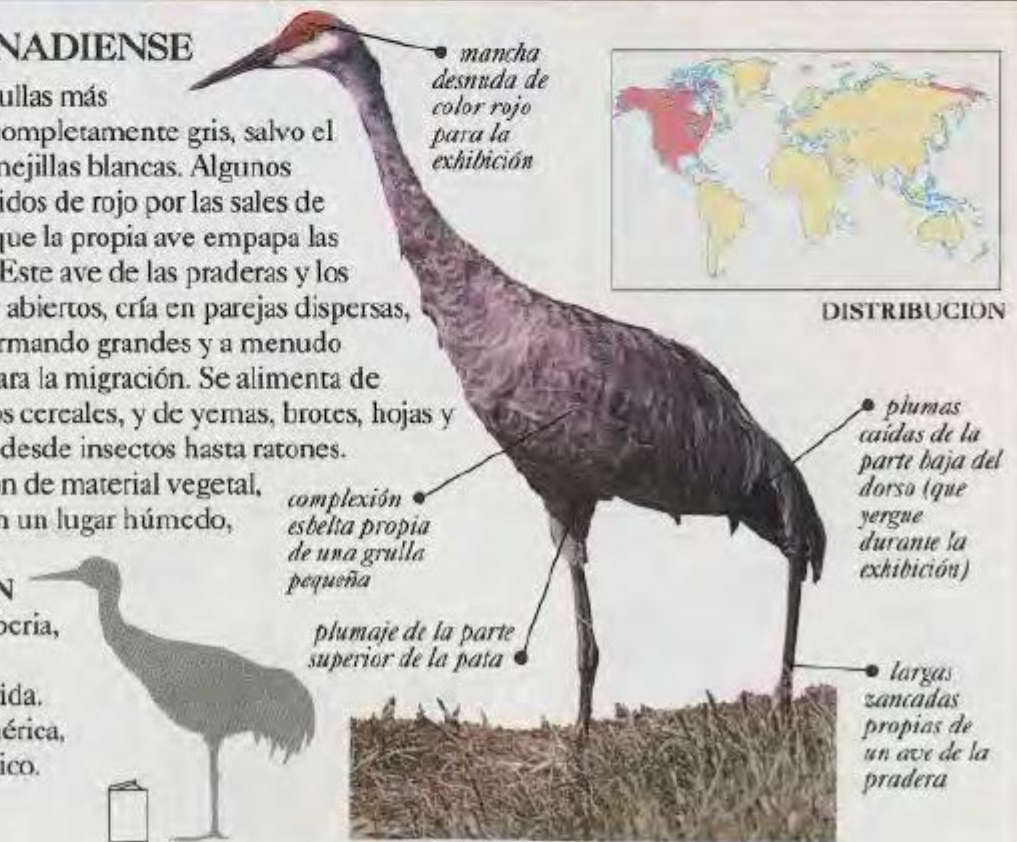 NADIENSE
ullas más
ompletamente gris, salvo el
nejillas blancas. Algunos
idos de rojo por las sales de
que la propia ave empapa las
Este ave de las praderas y los
abiertos, cría en parejas dispersas,
rmando grandes y a menudo
ara la migración. Se alimenta de
os cereales, y de yemas, brotes, hojas y
desde insectos hasta ratones.
n de material vegetal,
n un lugar húmedo,
N
beria,
ida.
érica,
ico.
mancha
desnuda de
color rojo
para la
exhibición
DISTRIBUCION
complexión
esbelta propia
de una grulla
pequeña
plumaje de la parte
superior de la pata
plumas
caídas de la
parte baja del
dorso (que
yergue
durante la
exhibición)
largas
zancadas
propias de
un ave de la
pradera